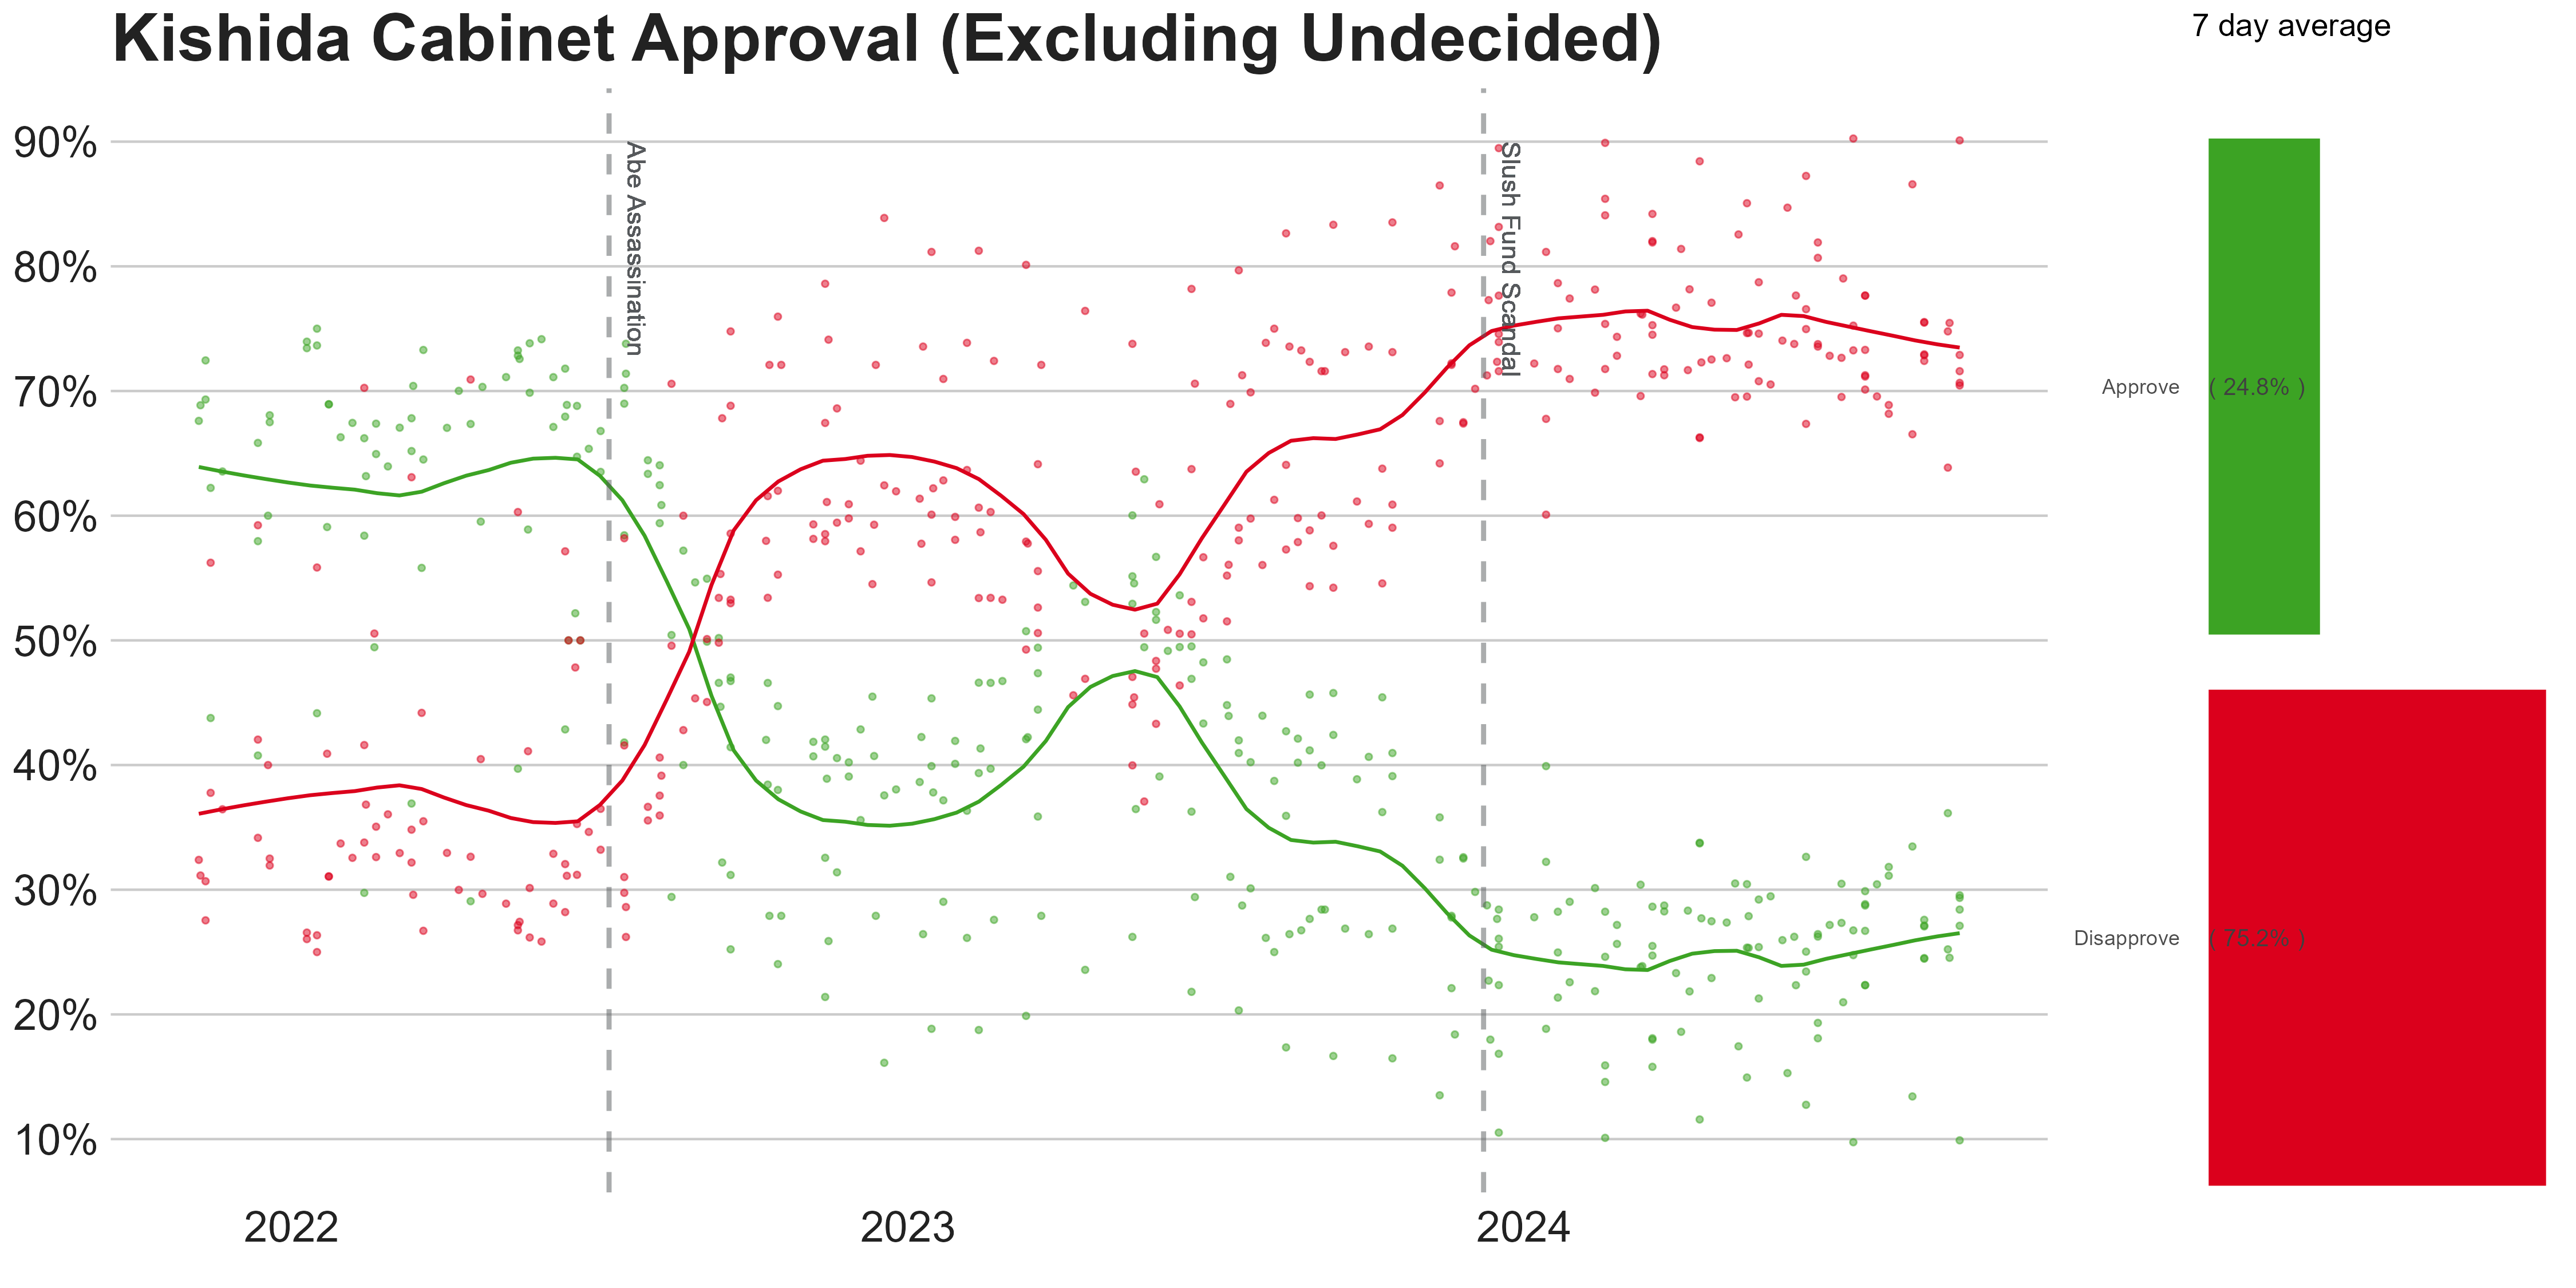 Kishida Cabinet Approval (Excluding Undecided)
7 day average
90%
80%
70%
60%
50%
40%
30%
20%
10%
Abe Assassination
Slush Fund Scandal
2022
2023
2024
Approve
( 24.8% )
Disapprove
( 75.2% )